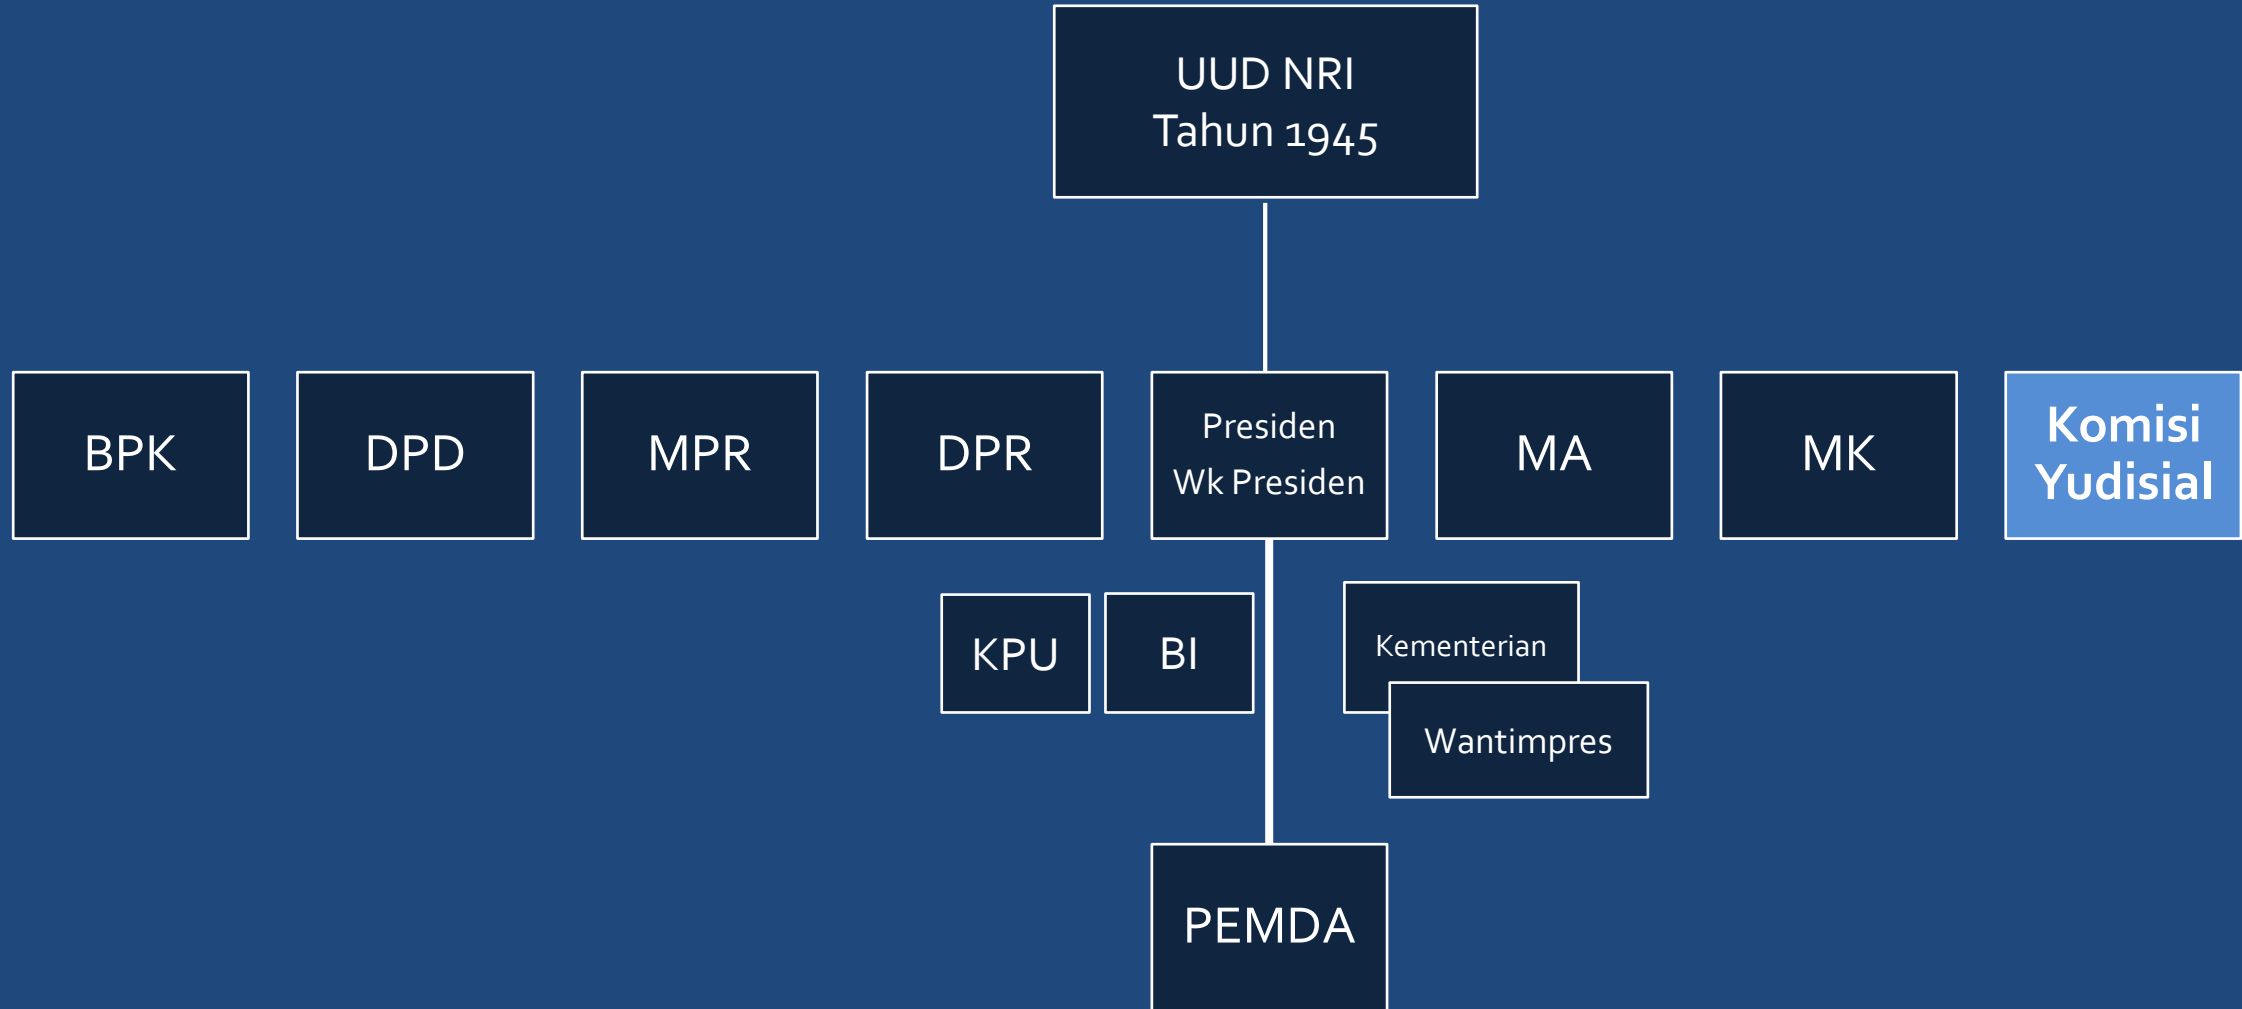 UUD NRI
Tahun 1945
BPK
DPD
MPR
DPR
Presiden
Wk Presiden
MA
MK
Komisi
Yudisial
KPU
BI
Kementerian
Wantimpres
PEMDA